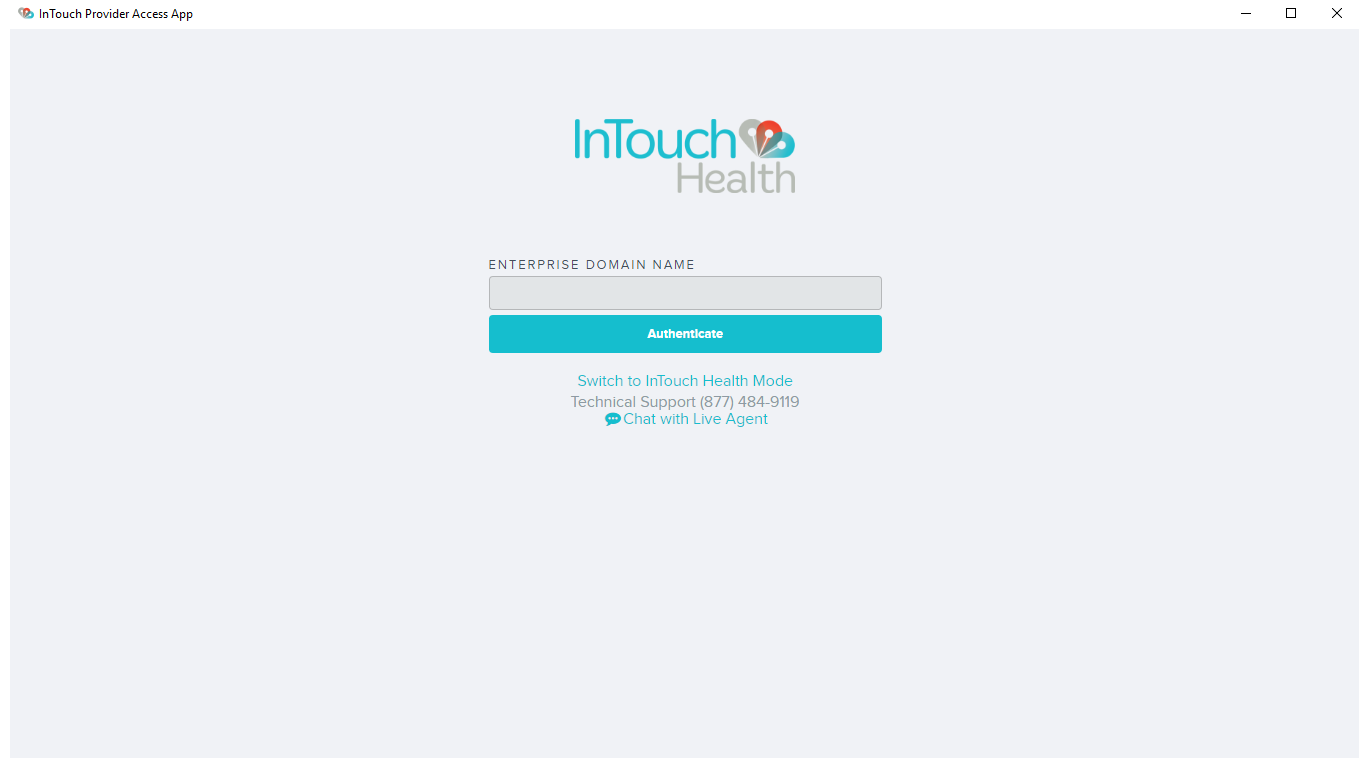 InTouch Provider Access App
InTouch
Health
ENTERPRISE DOMAIN NAME
Authenticate
Switch to InTouch Health Mode
Technical Support (877) 484-9119
Chat with Live Agent